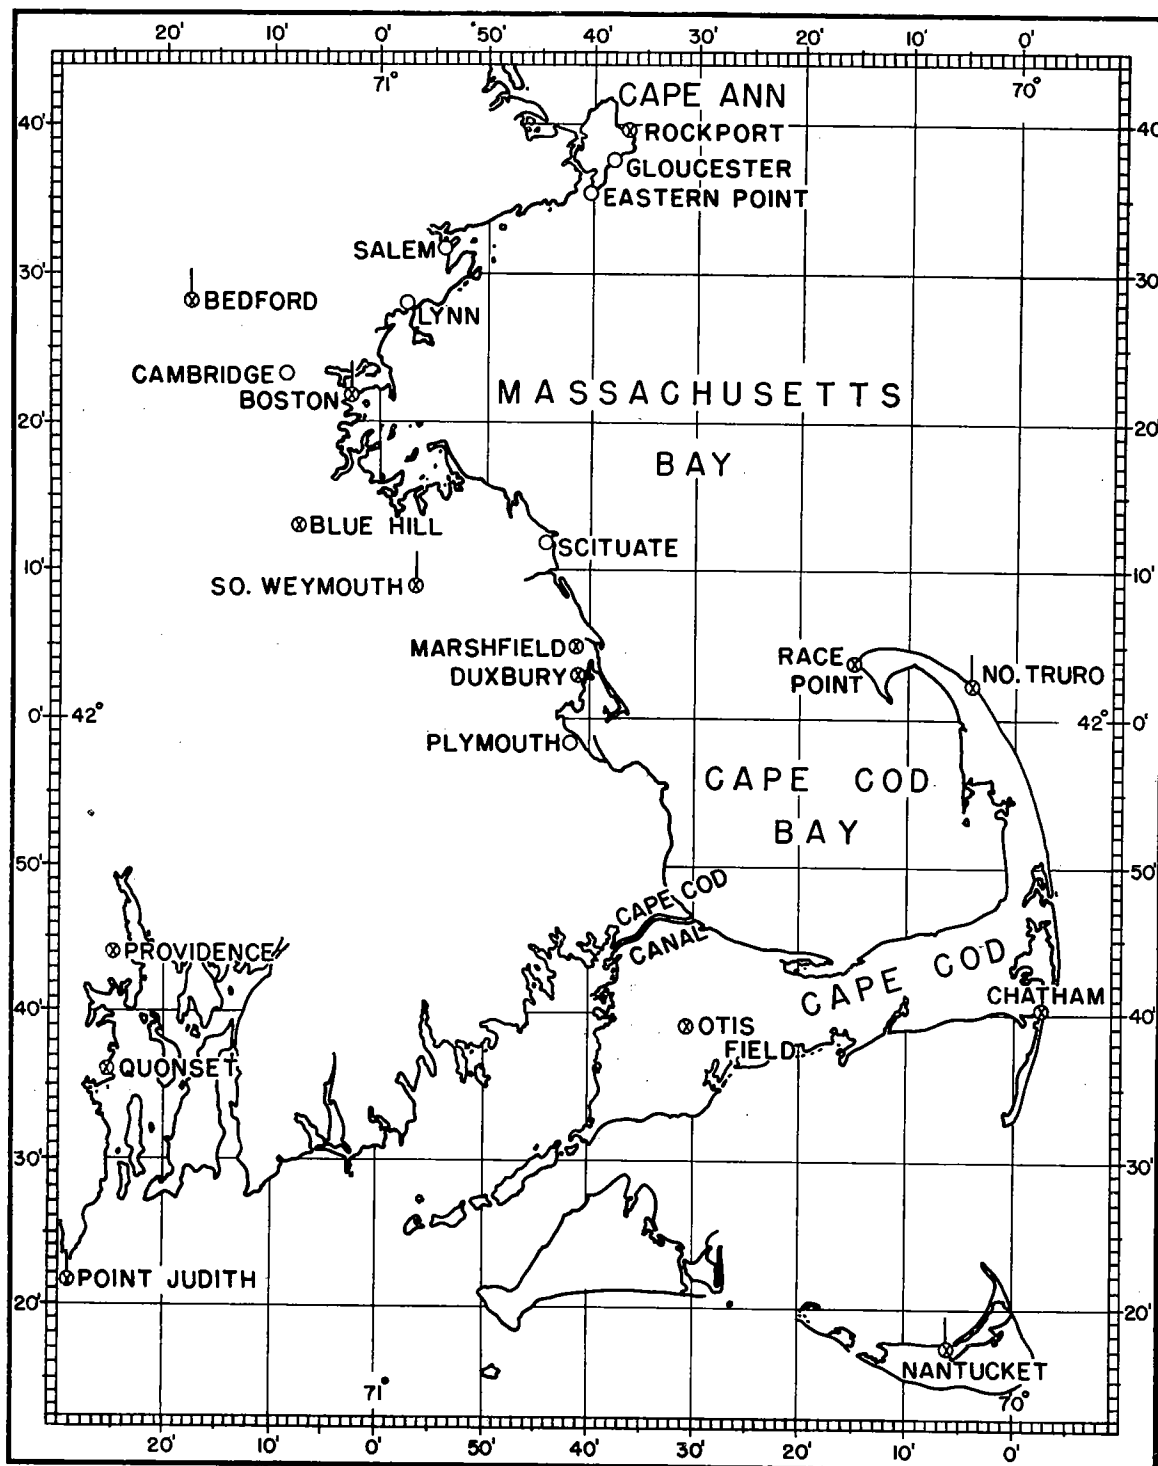 20' 10' 0' 50' 40' 30' 20' 10' 0'
71° 70°
CAPE ANN
40' ROCKPORT 40'
GLOUCESTER
EASTERN POINT
SALEM
30' 30'
BEDFORD
LYNN
CAMBRIDGE
BOSTON
MASSACHUSETTS
20' 20'
BAY
BLUE HILL
SCITUATE
10' 10'
SO. WEYMOUTH
MARSHFIELD
RACE
POINT
NO. TRURO
DUXBURY
0' 42° 42° 0'
PLYMOUTH
CAPE COD
BAY
50' 50'
CAPE COD
CANAL
PROVIDENCE
CAPE COD
CHATHAM
40' 40'
OTIS
FIELD
QUONSET
30' 30'
POINT JUDITH
20' 20'
NANTUCKET
71° 70°
20' 10' 0' 50' 40' 30' 20' 10' 0'